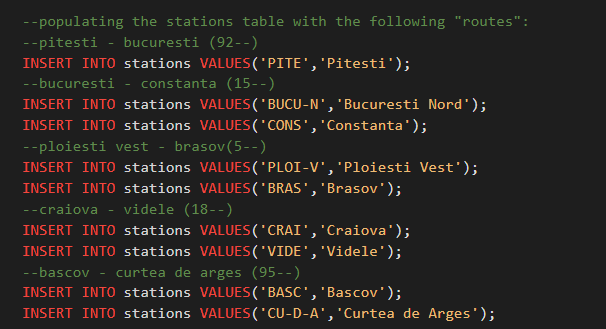 --populating the stations table with the following "routes":
--pitesti - bucuresti (92--)
INSERT INTO stations VALUES('PITE','Pitesti');
--bucuresti - constanta (15--)
INSERT INTO stations VALUES('BUCU-N','Bucuresti Nord');
INSERT INTO stations VALUES('CONS','Constanta');
--ploiesti vest - brasov(5--)
INSERT INTO stations VALUES('PLOI-V','Ploiesti Vest');
INSERT INTO stations VALUES('BRAS','Brasov');
--craiova - videle (18--)
INSERT INTO stations VALUES('CRAI','Craiova');
INSERT INTO stations VALUES('VIDE','Videle');
--bascov - curtea de arges (95--)
INSERT INTO stations VALUES('BASC','Bascov');
INSERT INTO stations VALUES('CU-D-A','Curtea de Arges');